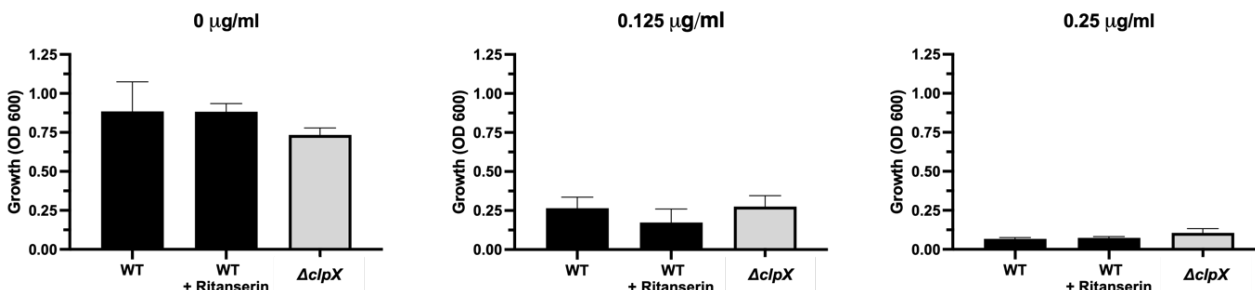 0 µg/ml
Growth (OD 600)
1.25
1.00
0.75
0.50
0.25
0.00
WT
WT
+ Ritanserin
ΔclpX
0.125 µg/ml
Growth (OD 600)
1.25
1.00
0.75
0.50
0.25
0.00
WT
WT
+ Ritanserin
ΔclpX
0.25 µg/ml
Growth (OD 600)
1.25
1.00
0.75
0.50
0.25
0.00
WT
WT
+ Ritanserin
ΔclpX